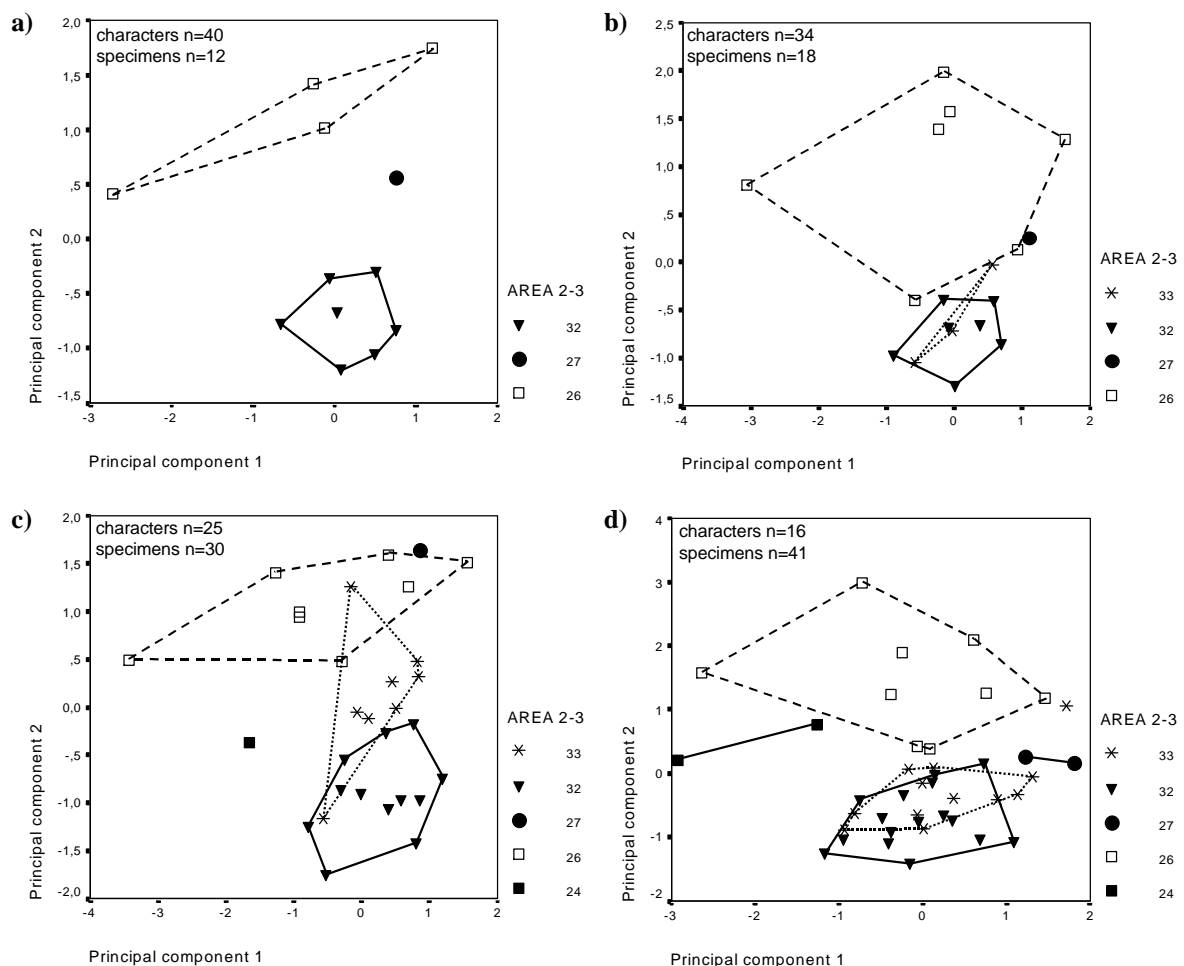 a)
characters n=40
specimens n=12
2,0
1,5
1,0
,5
0,0
-,5
-1,0
-1,5
Principal component 2
-3 -2 -1 0 1 2
Principal component 1
AREA 2-3
32
27
26
b)
characters n=34
specimens n=18
2,5
2,0
1,5
1,0
,5
0,0
-,5
-1,0
-1,5
Principal component 2
-4 -3 -2 -1 0 1 2
Principal component 1
AREA 2-3
33
32
27
26
c)
characters n=25
specimens n=30
2,0
1,5
1,0
,5
0,0
-,5
-1,0
-1,5
-2,0
Principal component 2
-4 -3 -2 -1 0 1 2
Principal component 1
AREA 2-3
33
32
27
26
24
d)
characters n=16
specimens n=41
4
3
2
1
0
-1
-2
Principal component 2
-3 -2 -1 0 1 2
Principal component 1
AREA 2-3
33
32
27
26
24